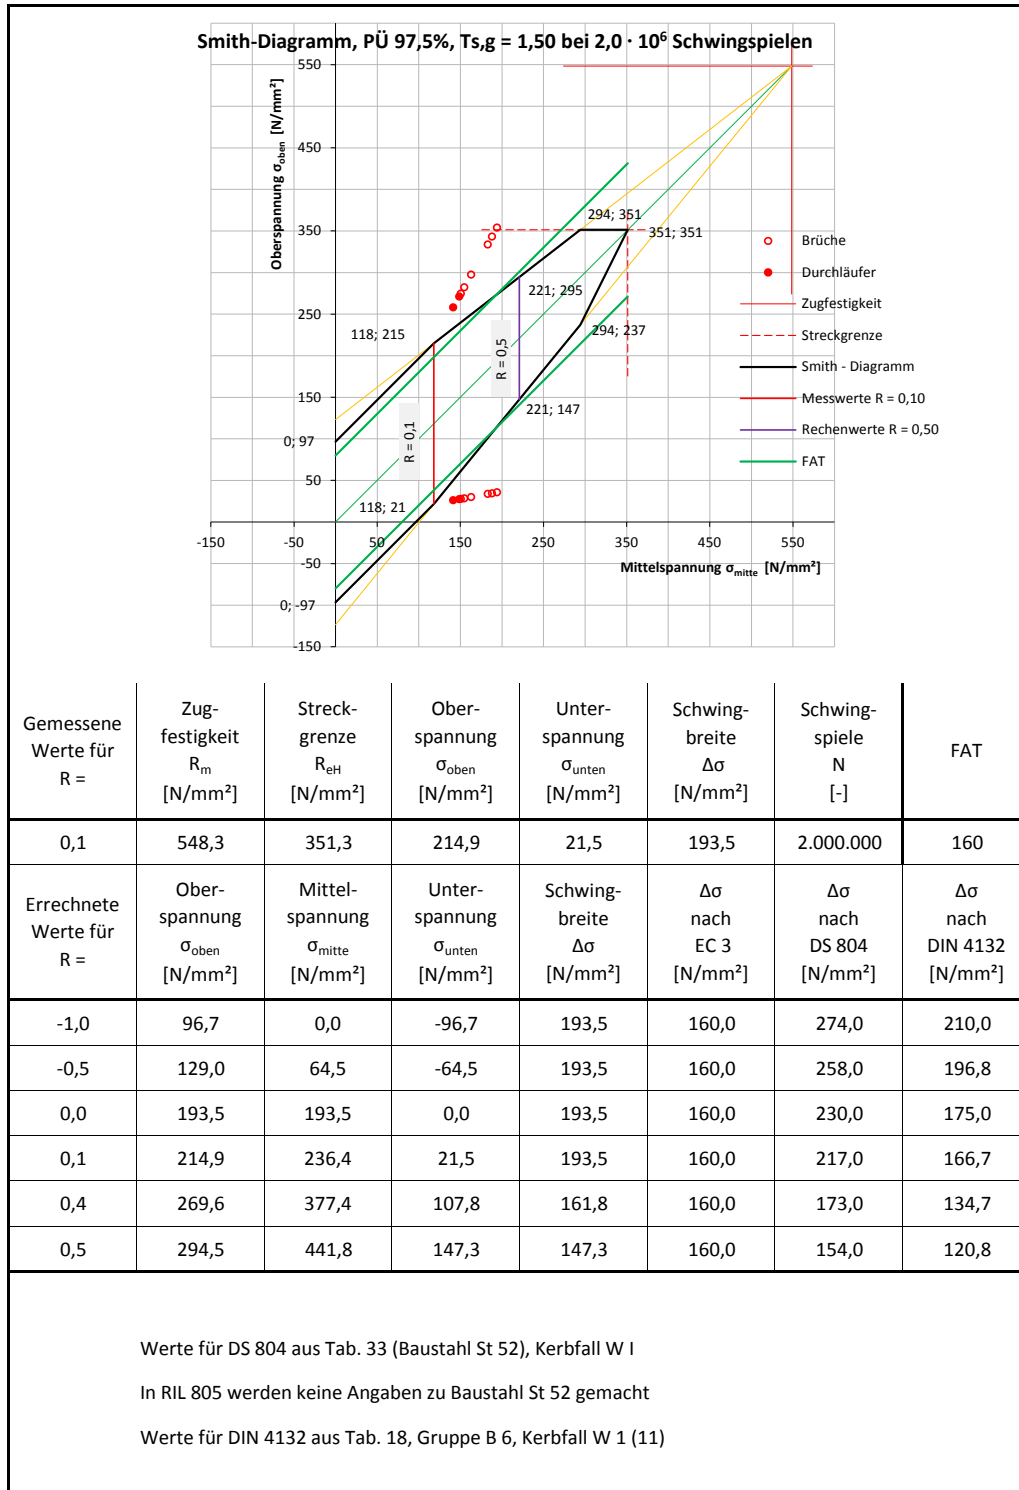 Smith-Diagramm, PÜ 97,5%, Ts,g = 1,50 bei 2,0 · 10⁶ Schwingspielen
Oberspannung σoben [N/mm²]
550
450
350
250
150
50
-50
-150
-150
-50
50
150
250
350
450
550
Mittelspannung σmitte [N/mm²]
294; 351
351; 351
221; 295
118; 215
294; 237
221; 147
0; 97
118; 21
0; -97
R = 0,1
R = 0,5
Brüche
Durchläufer
Zugfestigkeit
Streckgrenze
Smith - Diagramm
Messwerte R = 0,10
Rechenwerte R = 0,50
FAT
Gemessene Werte für R =
Zug-festigkeit Rm [N/mm²]
Streck-grenze ReH [N/mm²]
Ober-spannung σoben [N/mm²]
Unter-spannung σunten [N/mm²]
Schwing-breite Δσ [N/mm²]
Schwing-spiele N [-]
FAT
0,1 548,3 351,3 214,9 21,5 193,5 2.000.000 160
Errechnete Werte für R =
Ober-spannung σoben [N/mm²]
Mittel-spannung σmitte [N/mm²]
Unter-spannung σunten [N/mm²]
Schwing-breite Δσ [N/mm²]
Δσ nach EC 3 [N/mm²]
Δσ nach DS 804 [N/mm²]
Δσ nach DIN 4132 [N/mm²]
-1,0 96,7 0,0 -96,7 193,5 160,0 274,0 210,0
-0,5 129,0 64,5 -64,5 193,5 160,0 258,0 196,8
0,0 193,5 193,5 0,0 193,5 160,0 230,0 175,0
0,1 214,9 236,4 21,5 193,5 160,0 217,0 166,7
0,4 269,6 377,4 107,8 161,8 160,0 173,0 134,7
0,5 294,5 441,8 147,3 147,3 160,0 154,0 120,8
Werte für DS 804 aus Tab. 33 (Baustahl St 52), Kerbfall W I
In RIL 805 werden keine Angaben zu Baustahl St 52 gemacht
Werte für DIN 4132 aus Tab. 18, Gruppe B 6, Kerbfall W 1 (11)